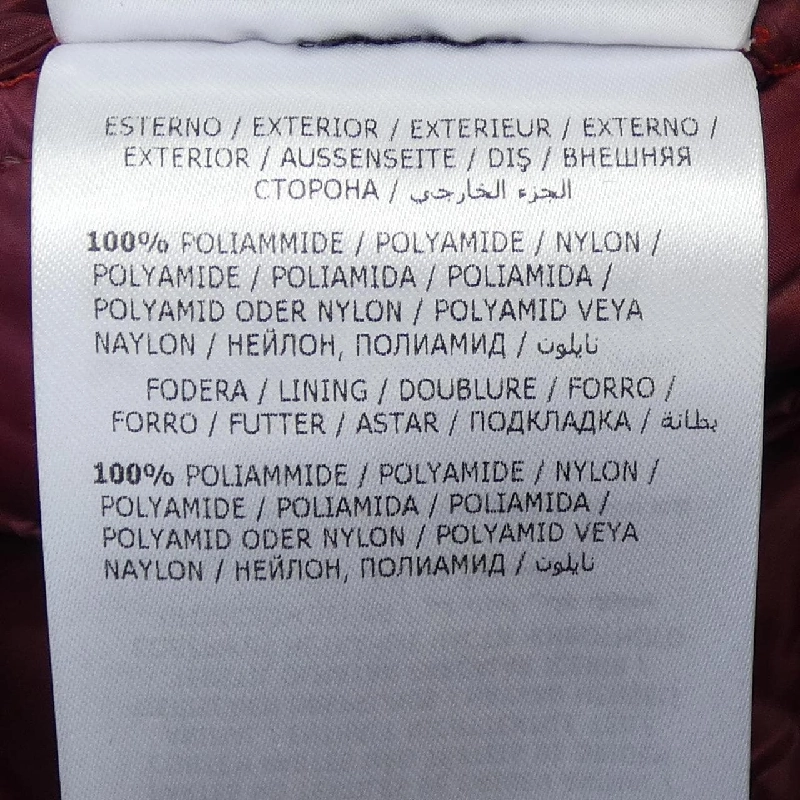 ESTERNO / EXTERIOR / EXTERIEUR / EXTERNO /
EXTERIOR / AUSSENSEITE / DIŞ / ВНЕШНЯЯ
СТОРОНА / الجزء الخارجي
100% POLIAMMIDE / POLYAMIDE / NYLON /
POLYAMIDE / POLIAMIDA / POLIAMIDA /
POLYAMID ODER NYLON / POLYAMID VEYA
NAYLON / НЕЙЛОН, ПОЛИАМИД / نايلون
FODERA / LINING / DOUBLURE / FORRO /
FORRO / FUTTER / ASTAR / ПОДКЛАДКА / بطانة
100% POLIAMMIDE / POLYAMIDE / NYLON /
POLYAMIDE / POLIAMIDA / POLIAMIDA /
POLYAMID ODER NYLON / POLYAMID VEYA
NAYLON / НЕЙЛОН, ПОЛИАМИД / نايلون